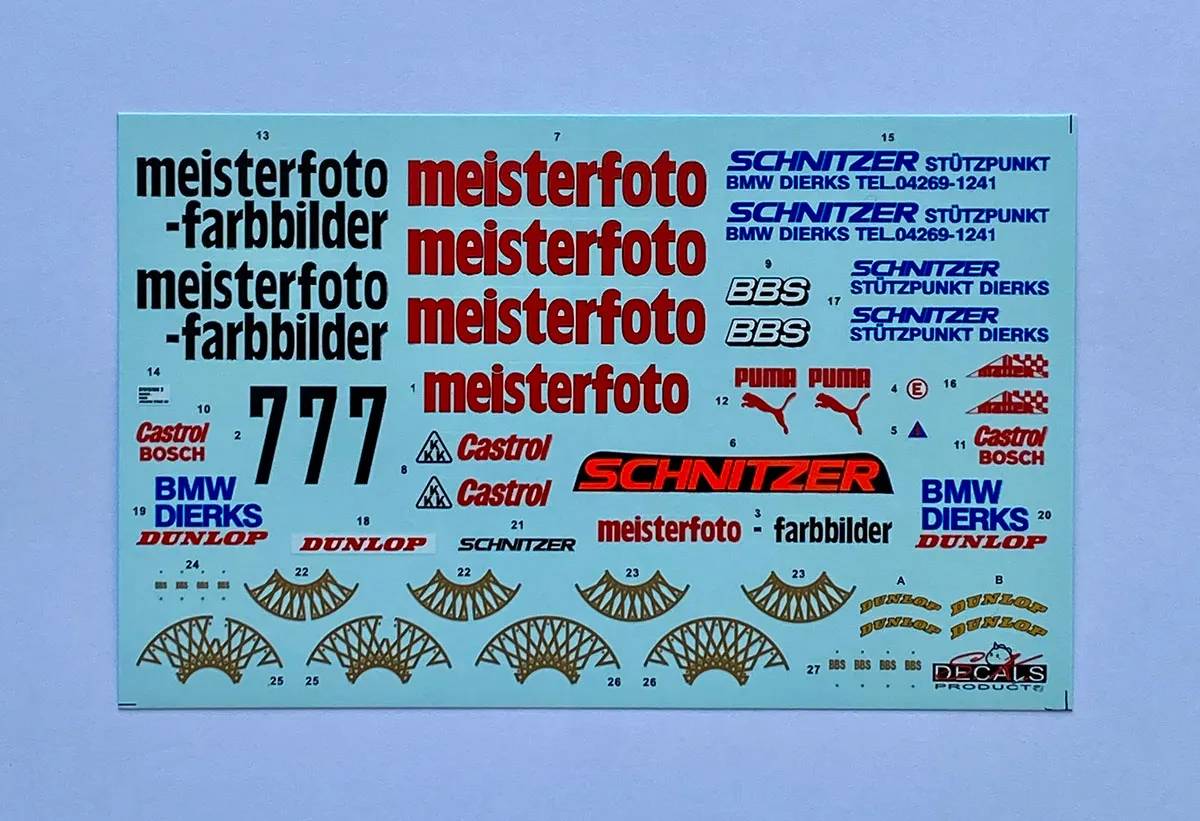 13
meisterfoto
-farbbilder
meisterfoto
-farbbilder
7
meisterfoto
meisterfoto
meisterfoto
15
SCHNITZER STÜTZPUNKT
BMW DIERKS TEL.04269-1241
SCHNITZER STÜTZPUNKT
BMW DIERKS TEL.04269-1241
9
BBS
BBS
17
SCHNITZER
STÜTZPUNKT DIERKS
SCHNITZER
STÜTZPUNKT DIERKS
14
10
Castrol
BOSCH
2
777
1
meisterfoto
8
KKK Castrol
KKK Castrol
12
PUMA PUMA
4
E
5
16
11
Castrol
BOSCH
6
SCHNITZER
19
BMW
DIERKS
DUNLOP
18
DUNLOP
21
SCHNITZER
3
meisterfoto - farbbilder
BMW
DIERKS
DUNLOP
20
24
BBS BBS BBS BBS
22
22
23
23
A
DUNLOP
DUNLOP
B
DUNLOP
DUNLOP
25
25
26
26
27
BBS BBS BBS BBS
DECALS
PRODUCTS